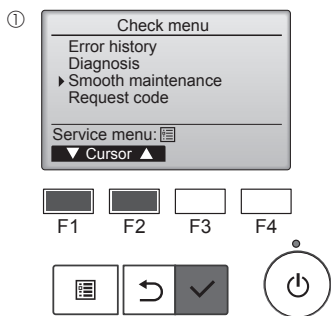 ①
Check menu
Error history
Diagnosis
Smooth maintenance
Request code
Service menu:
▼ Cursor ▲
F1 F2 F3 F4